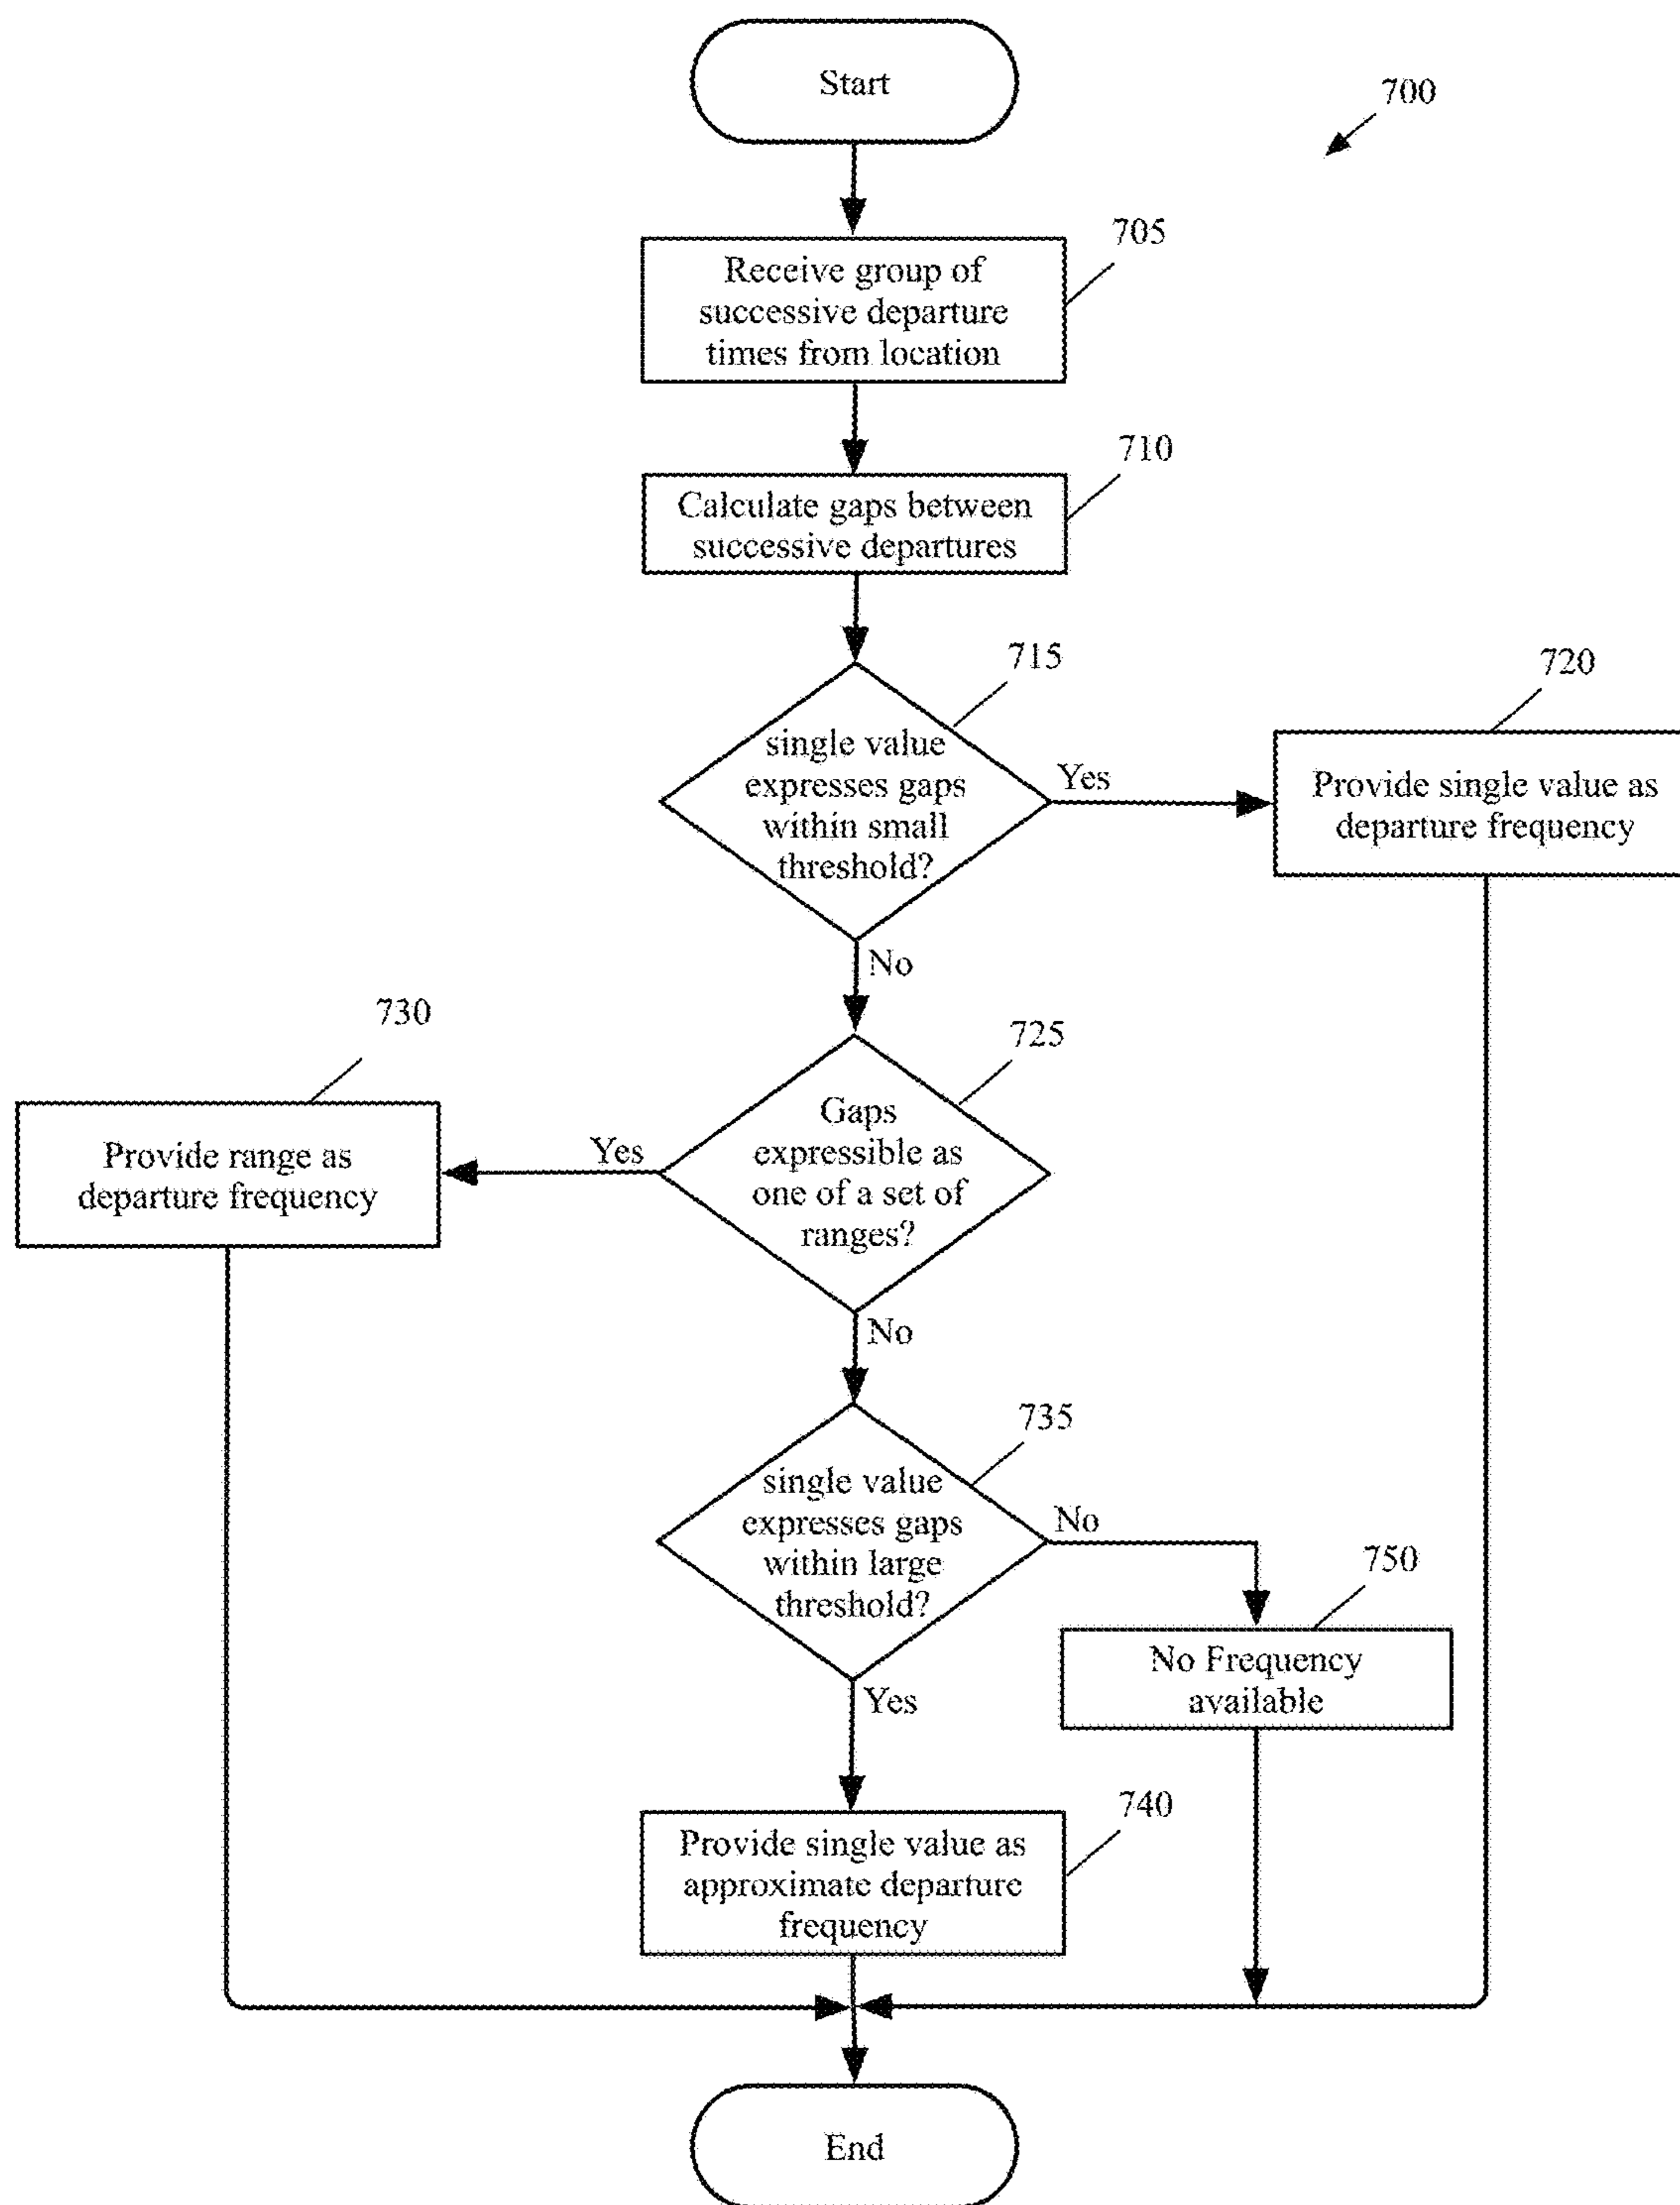 Start
700
705
Receive group of
successive departure
times from location
710
Calculate gaps between
successive departures
715
720
single value
expresses gaps
within small
threshold?
Yes
Provide single value as
departure frequency
No
730
725
Gaps
expressible as
one of a set of
ranges?
Yes
Provide range as
departure frequency
No
735
single value
expresses gaps
within large
threshold?
No
750
No Frequency
available
Yes
740
Provide single value as
approximate departure
frequency
End